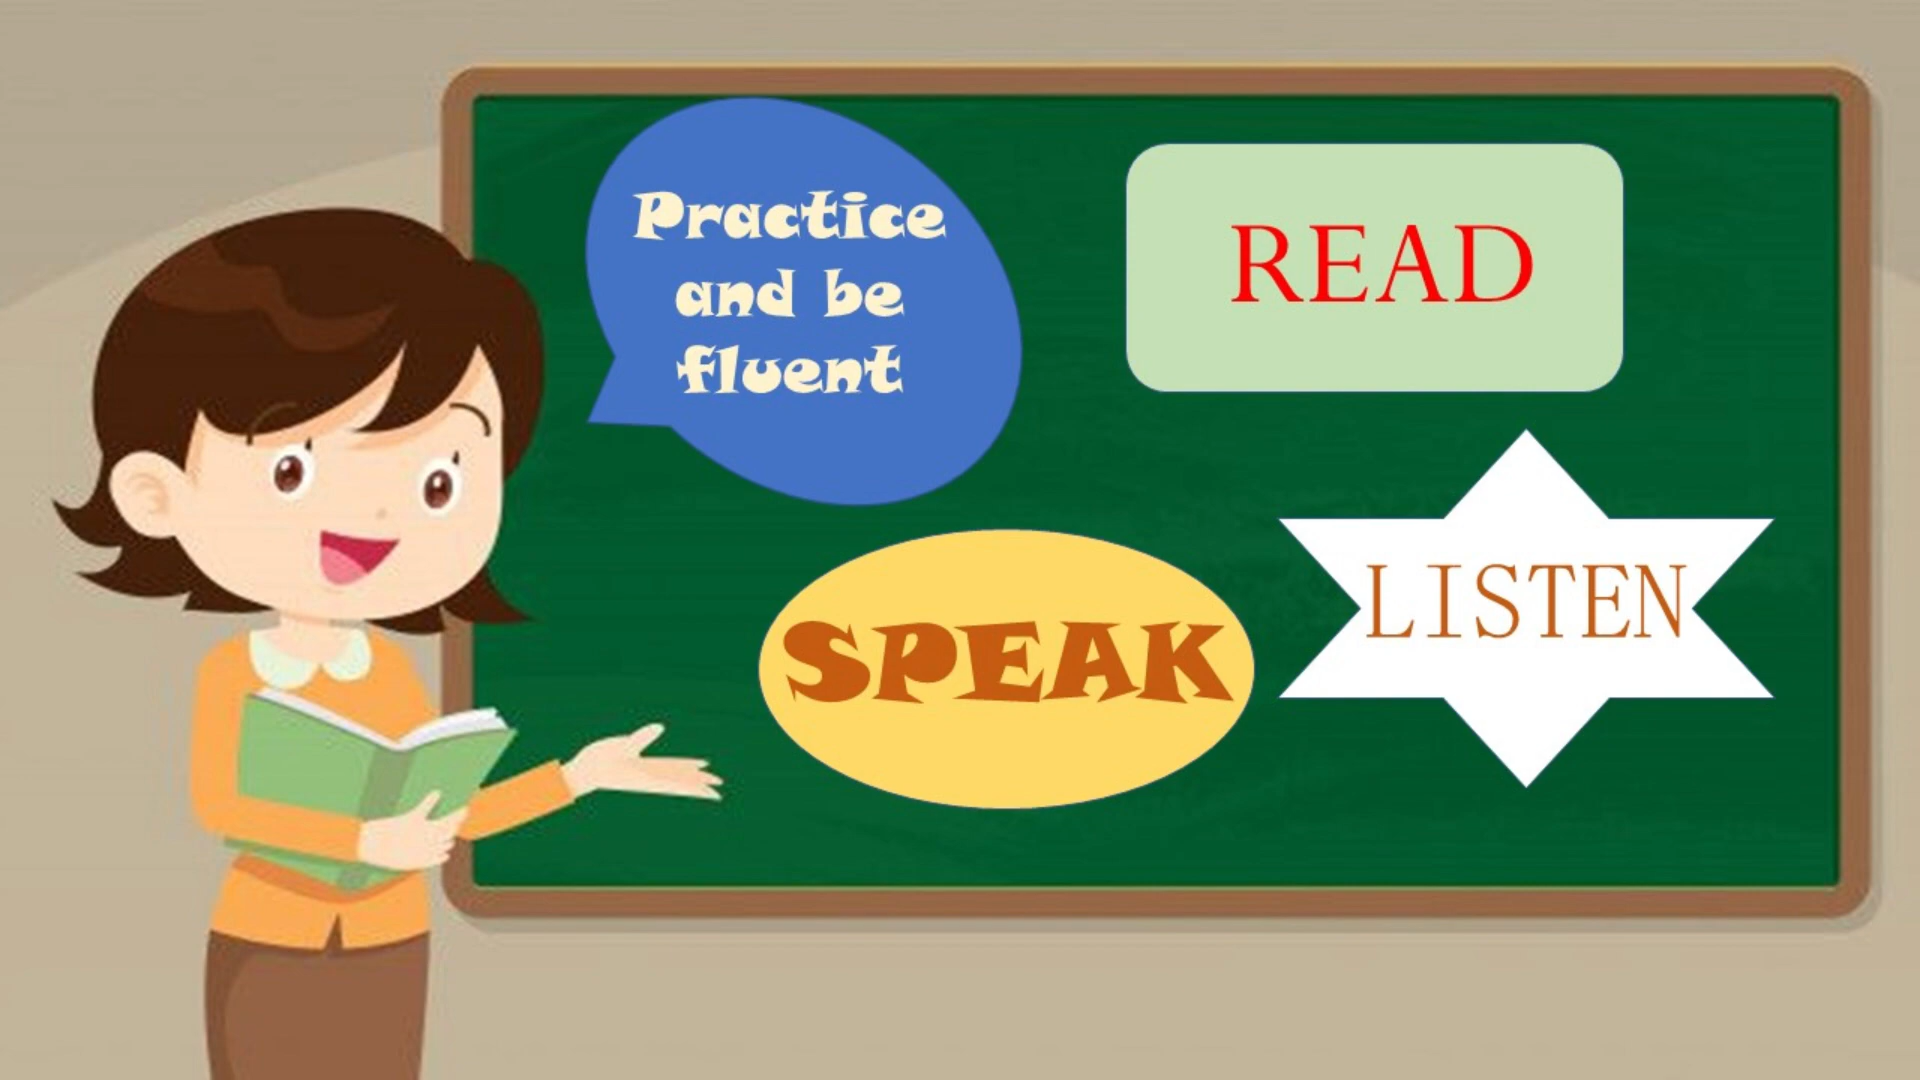 Practice
and be
fluent
READ
SPEAK
LISTEN